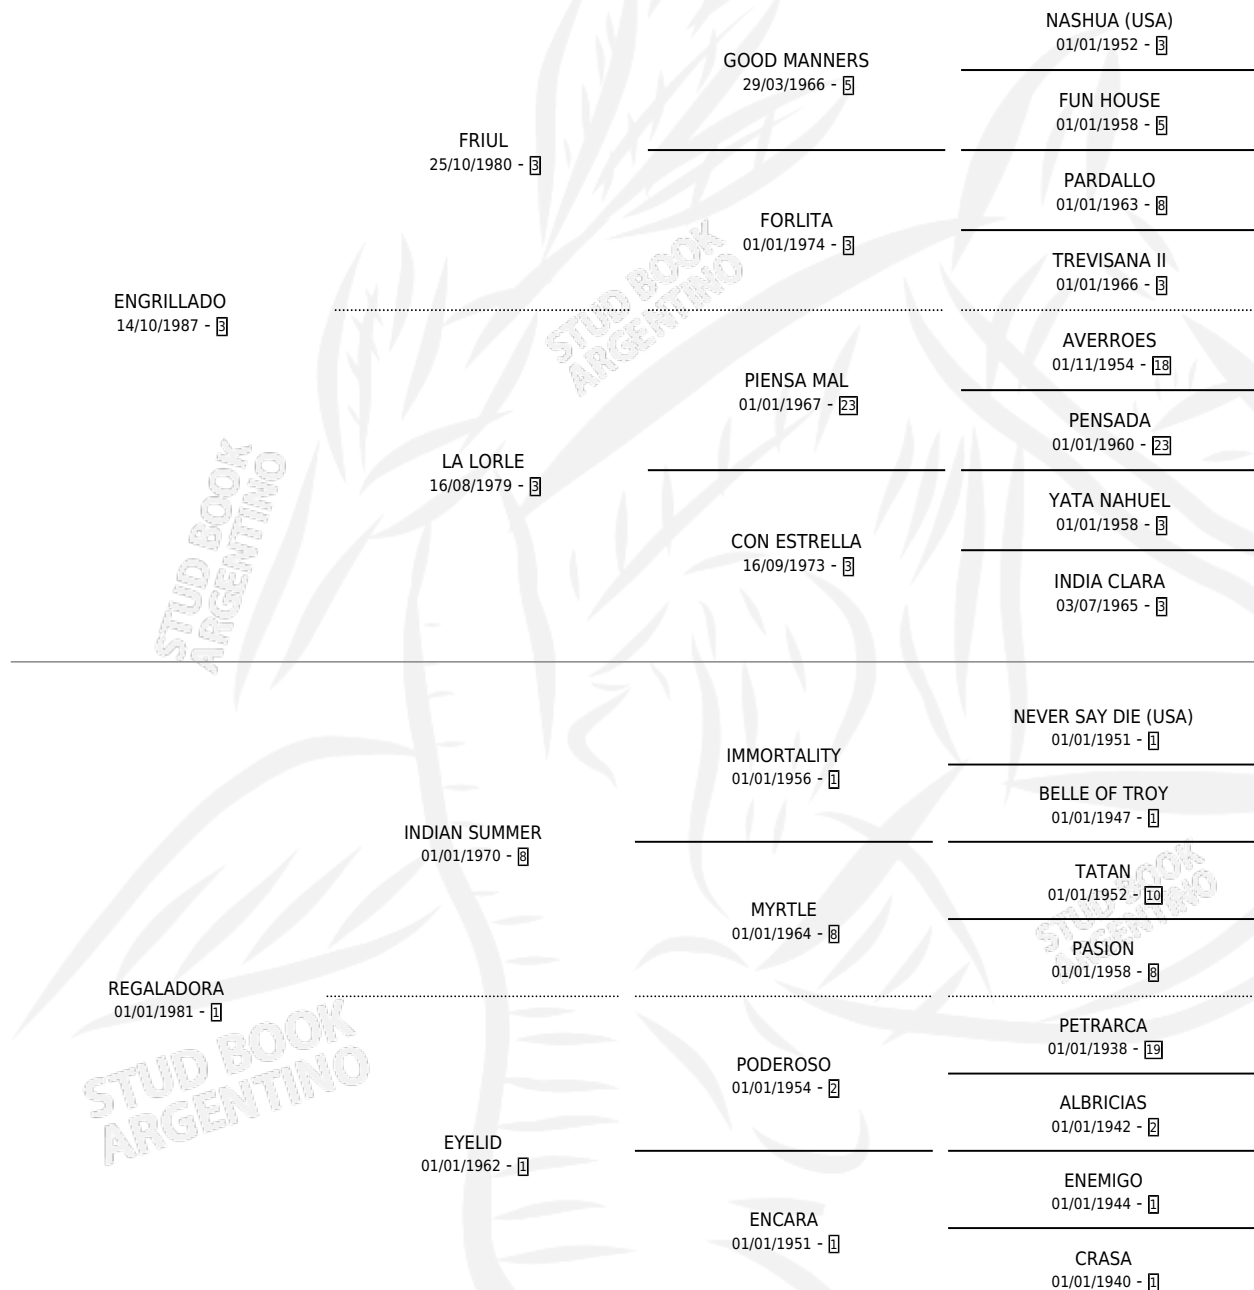 NASHUA (USA)
01/01/1952 - 3
GOOD MANNERS
29/03/1966 - 5
FUN HOUSE
01/01/1958 - 5
FRIUL
25/10/1980 - 3
PARDALLO
01/01/1963 - 8
FORLITA
01/01/1974 - 3
TREVISANA II
01/01/1966 - 3
ENGRILLADO
14/10/1987 - 3
AVERROES
01/11/1954 - 18
PIENSA MAL
01/01/1967 - 23
PENSADA
01/01/1960 - 23
LA LORLE
16/08/1979 - 3
YATA NAHUEL
01/01/1958 - 3
CON ESTRELLA
16/09/1973 - 3
INDIA CLARA
03/07/1965 - 3
NEVER SAY DIE (USA)
01/01/1951 - 1
IMMORTALITY
01/01/1956 - 1
BELLE OF TROY
01/01/1947 - 1
INDIAN SUMMER
01/01/1970 - 8
TATAN
01/01/1952 - 10
MYRTLE
01/01/1964 - 8
PASION
01/01/1958 - 8
REGALADORA
01/01/1981 - 1
PETRARCA
01/01/1938 - 19
PODEROSO
01/01/1954 - 2
ALBRICIAS
01/01/1942 - 2
EYELID
01/01/1962 - 1
ENEMIGO
01/01/1944 - 1
ENCARA
01/01/1951 - 1
CRASA
01/01/1940 - 1
STUD BOOK
ARGENTINO
STUD BOOK
ARGENTINO
STUD BOOK
ARGENTINO
STUD BOOK
ARGENTINO